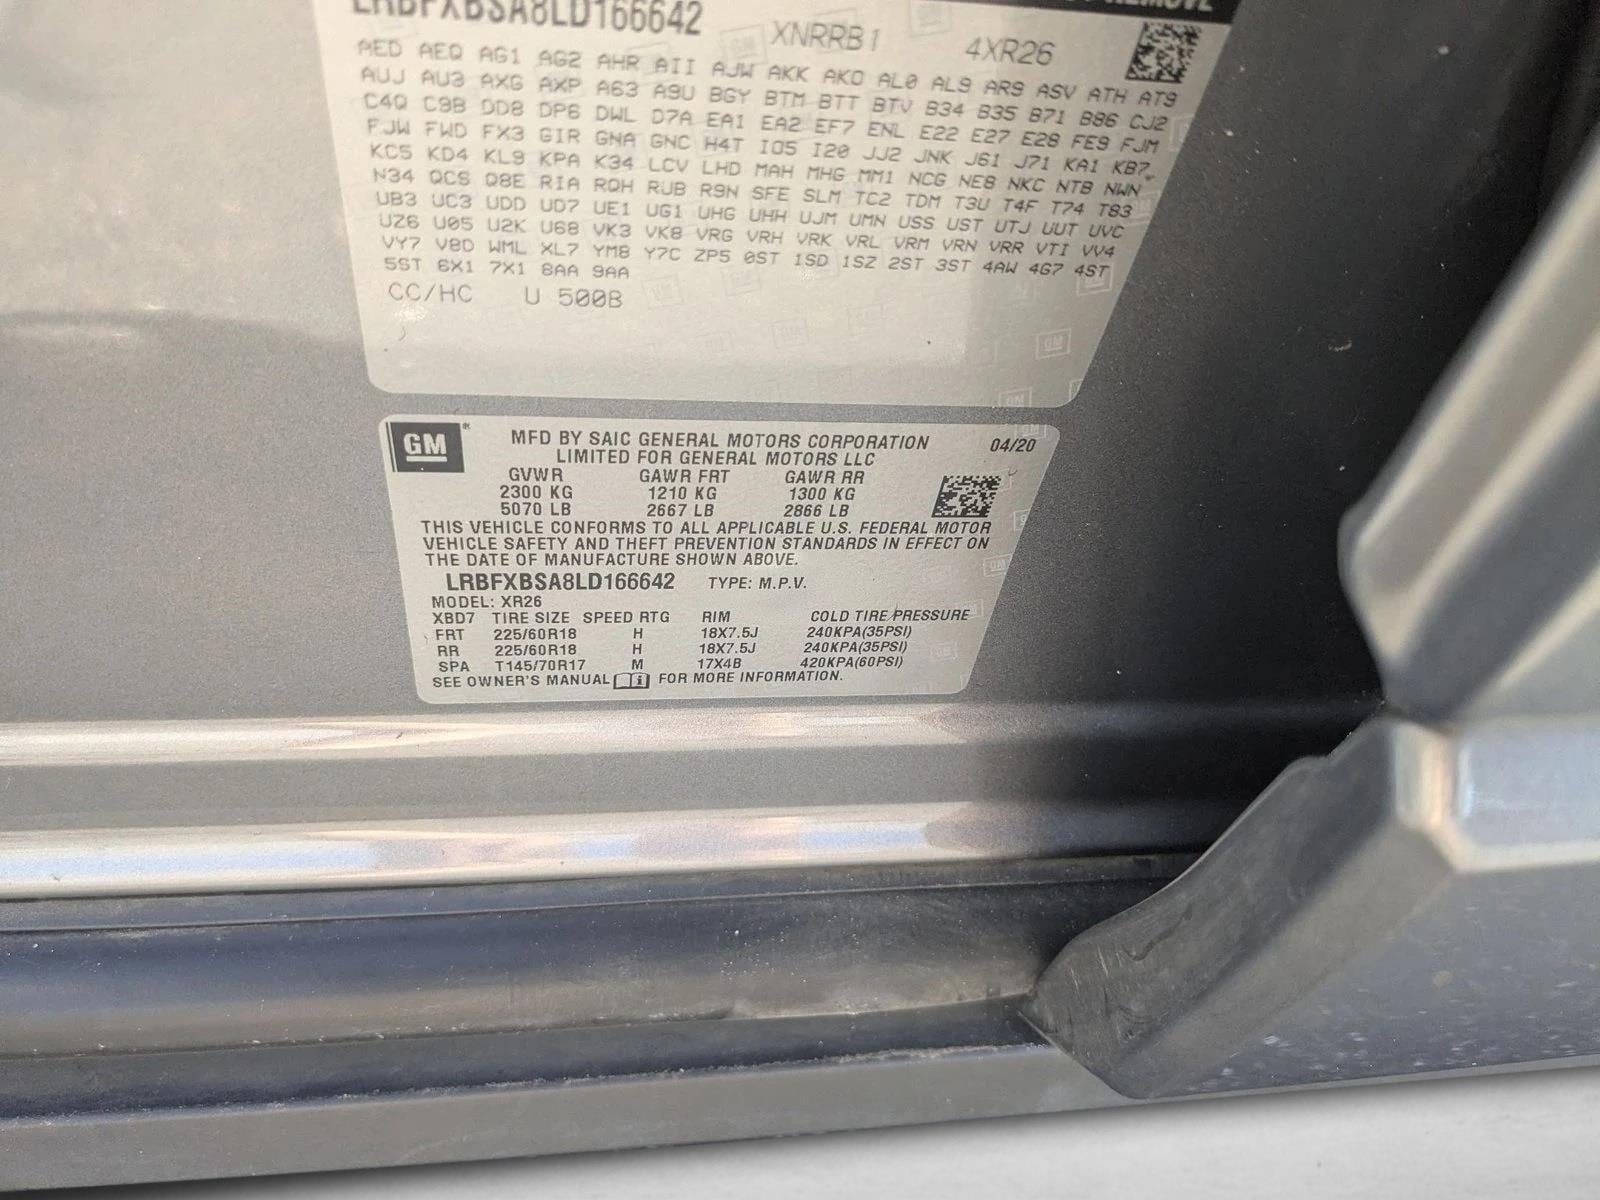 LRBFXBSA8LD166642
XNRRB1 4XR26
AED AEQ AG1 AG2 AHR AII AJW AKK AKO AL0 AL9 AR9 ASV ATH AT9
AUJ AU3 AXG AXP A63 A9U BGY BTM BTT BTV B34 B35 B71 B86 CJ2
C4Q C9B DD8 DP6 DWL D7A EA1 EA2 EF7 ENL E22 E27 E28 FE9 FJM
FJW FWD FX3 GIR GNA GNC H4T IO5 I20 JJ2 JNK J61 J71 KA1 KB7
KC5 KD4 KL9 KPA K34 LCV LHD MAH MHG MM1 NCG NE8 NKC NTB NWN
N34 QCS Q8E RIA RQH RUB R9N SFE SLM TC2 TDM T3U T4F T74 T83
UB3 UC3 UDD UD7 UE1 UG1 UHG UHH UJM UMN USS UST UTJ UUT UVC
UZ6 U05 U2K U68 VK3 VK8 VRG VRH VRK VRL VRM VRN VRR VTI VV4
VY7 V8D WML XL7 YM8 Y7C ZP5 0ST 1SD 1SZ 2ST 3ST 4AW 4G7 4ST
5ST 6X1 7X1 8AA 9AA
CC/HC U 500B
GM
MFD BY SAIC GENERAL MOTORS CORPORATION 04/20
LIMITED FOR GENERAL MOTORS LLC
GVWR GAWR FRT GAWR RR
2300 KG 1210 KG 1300 KG
5070 LB 2667 LB 2866 LB
THIS VEHICLE CONFORMS TO ALL APPLICABLE U.S. FEDERAL MOTOR
VEHICLE SAFETY AND THEFT PREVENTION STANDARDS IN EFFECT ON
THE DATE OF MANUFACTURE SHOWN ABOVE.
LRBFXBSA8LD166642 TYPE: M.P.V.
MODEL: XR26
XBD7 TIRE SIZE SPEED RTG RIM COLD TIRE PRESSURE
FRT 225/60R18 H 18X7.5J 240KPA(35PSI)
RR 225/60R18 H 18X7.5J 240KPA(35PSI)
SPA T145/70R17 M 17X4B 420KPA(60PSI)
SEE OWNER'S MANUAL FOR MORE INFORMATION.